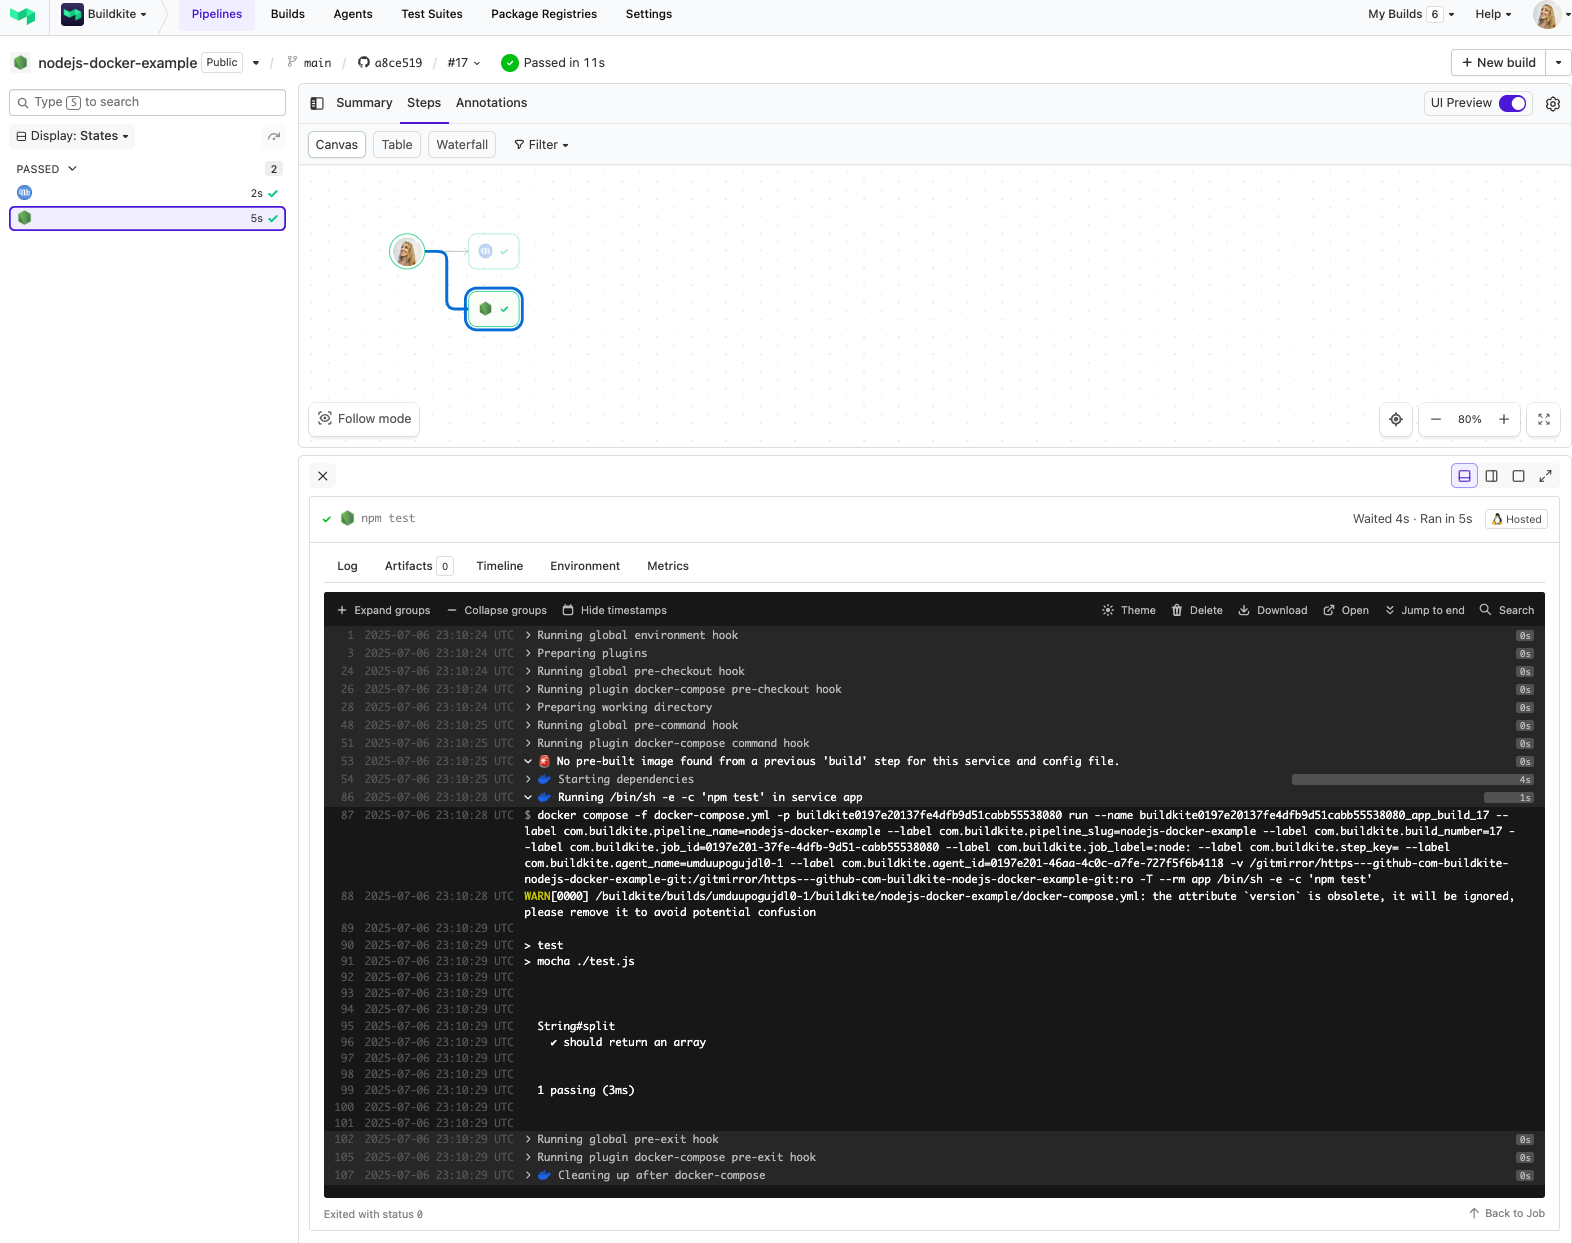 Buildkite
Pipelines
Builds
Agents
Test Suites
Package Registries
Settings
My Builds 6
Help
nodejs-docker-example Public / main / a8ce519 / #17 Passed in 11s
New build
Type S to search
Display: States
PASSED 2
2s
5s
Summary Steps Annotations
UI Preview
Canvas Table Waterfall Filter
Follow mode
80%
npm test
Waited 4s · Ran in 5s Hosted
Log Artifacts 0 Timeline Environment Metrics
Expand groups Collapse groups Hide timestamps Theme Delete Download Open Jump to end Search
1 2025-07-06 23:10:24 UTC Running global environment hook 0s
3 2025-07-06 23:10:24 UTC Preparing plugins 0s
24 2025-07-06 23:10:24 UTC Running global pre-checkout hook 0s
26 2025-07-06 23:10:24 UTC Running plugin docker-compose pre-checkout hook 0s
28 2025-07-06 23:10:24 UTC Preparing working directory 0s
48 2025-07-06 23:10:25 UTC Running global pre-command hook 0s
51 2025-07-06 23:10:25 UTC Running plugin docker-compose command hook 0s
53 2025-07-06 23:10:25 UTC No pre-built image found from a previous 'build' step for this service and config file. 0s
54 2025-07-06 23:10:25 UTC Starting dependencies 4s
86 2025-07-06 23:10:28 UTC Running /bin/sh -e -c 'npm test' in service app 1s
87 2025-07-06 23:10:28 UTC $ docker compose -f docker-compose.yml -p buildkite0197e20137fe4dfb9d51cabb55538080 run --name buildkite0197e20137fe4dfb9d51cabb55538080_app_build_17 --
label com.buildkite.pipeline_name=nodejs-docker-example --label com.buildkite.pipeline_slug=nodejs-docker-example --label com.buildkite.build_number=17 -
-label com.buildkite.job_id=0197e201-37fe-4dfb-9d51-cabb55538080 --label com.buildkite.job_label=:node: --label com.buildkite.step_key= --label
com.buildkite.agent_name=umduupogujdl0-1 --label com.buildkite.agent_id=0197e201-46aa-4c0c-a7fe-727f5f6b4118 -v /gitmirror/https---github-com-buildkite-
nodejs-docker-example-git:/gitmirror/https---github-com-buildkite-nodejs-docker-example-git:ro -T --rm app /bin/sh -e -c 'npm test'
88 2025-07-06 23:10:28 UTC WARN[0000] /buildkite/builds/umduupogujdl0-1/buildkite/nodejs-docker-example/docker-compose.yml: the attribute `version` is obsolete, it will be ignored,
please remove it to avoid potential confusion
89 2025-07-06 23:10:29 UTC
90 2025-07-06 23:10:29 UTC > test
91 2025-07-06 23:10:29 UTC > mocha ./test.js
92 2025-07-06 23:10:29 UTC
93 2025-07-06 23:10:29 UTC
94 2025-07-06 23:10:29 UTC
95 2025-07-06 23:10:29 UTC String#split
96 2025-07-06 23:10:29 UTC ✔ should return an array
97 2025-07-06 23:10:29 UTC
98 2025-07-06 23:10:29 UTC
99 2025-07-06 23:10:29 UTC 1 passing (3ms)
100 2025-07-06 23:10:29 UTC
101 2025-07-06 23:10:29 UTC
102 2025-07-06 23:10:29 UTC Running global pre-exit hook 0s
105 2025-07-06 23:10:29 UTC Running plugin docker-compose pre-exit hook 0s
107 2025-07-06 23:10:29 UTC Cleaning up after docker-compose 0s
Exited with status 0
Back to Job